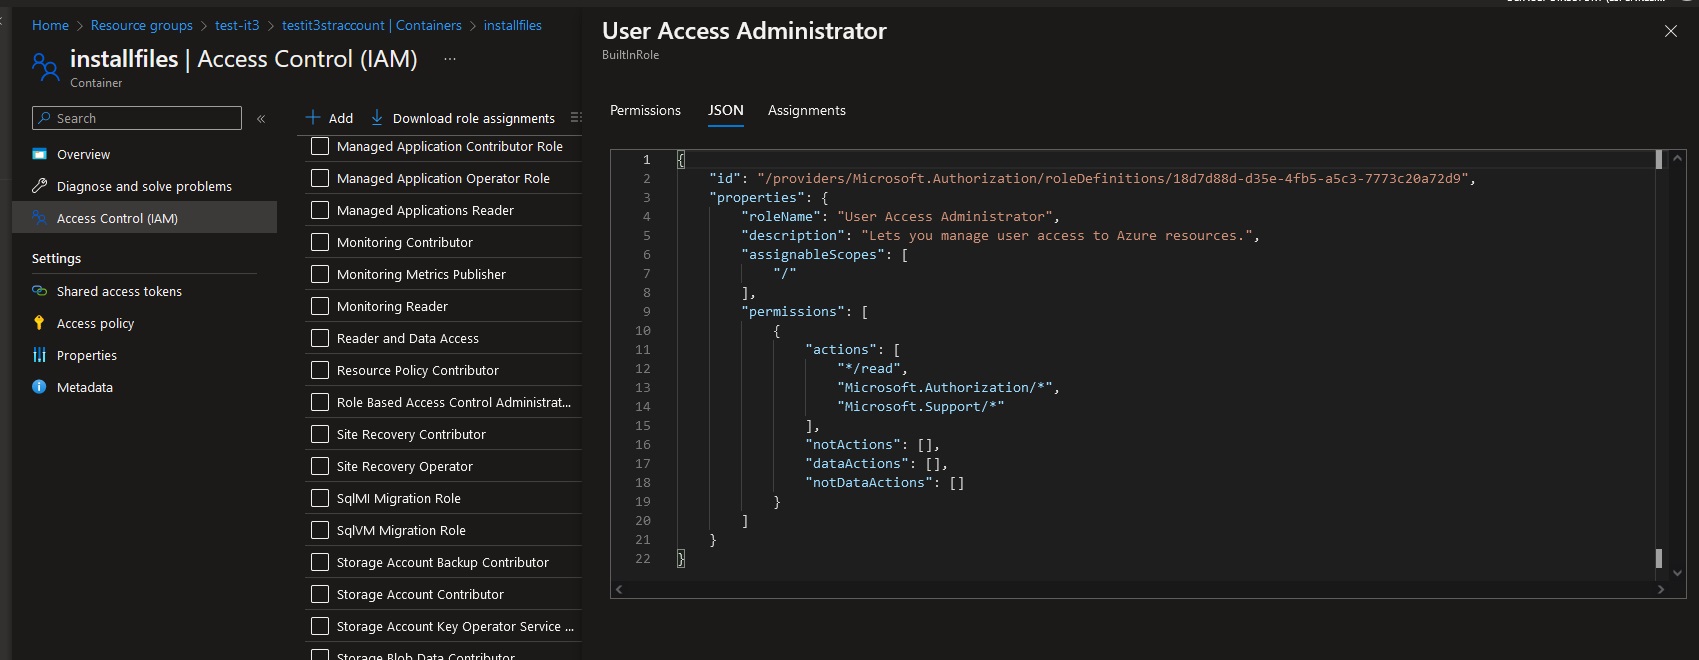 Home > Resource groups > test-it3 > testit3straccount | Containers > installfiles
installfiles | Access Control (IAM) ...
Container
Search
«
Overview
Diagnose and solve problems
Access Control (IAM)
Settings
Shared access tokens
Access policy
Properties
Metadata
+ Add
Download role assignments
Managed Application Contributor Role
Managed Application Operator Role
Managed Applications Reader
Monitoring Contributor
Monitoring Metrics Publisher
Monitoring Reader
Reader and Data Access
Resource Policy Contributor
Role Based Access Control Administrat...
Site Recovery Contributor
Site Recovery Operator
SqlMI Migration Role
SqlVM Migration Role
Storage Account Backup Contributor
Storage Account Contributor
Storage Account Key Operator Service ...
Storage Blob Data Contributor
User Access Administrator
BuiltInRole
Permissions JSON Assignments
1 {
2 "id": "/providers/Microsoft.Authorization/roleDefinitions/18d7d88d-d35e-4fb5-a5c3-7773c20a72d9",
3 "properties": {
4 "roleName": "User Access Administrator",
5 "description": "Lets you manage user access to Azure resources.",
6 "assignableScopes": [
7 "/"
8 ],
9 "permissions": [
10 {
11 "actions": [
12 "*/read",
13 "Microsoft.Authorization/*",
14 "Microsoft.Support/*"
15 ],
16 "notActions": [],
17 "dataActions": [],
18 "notDataActions": []
19 }
20 ]
21 }
22 }